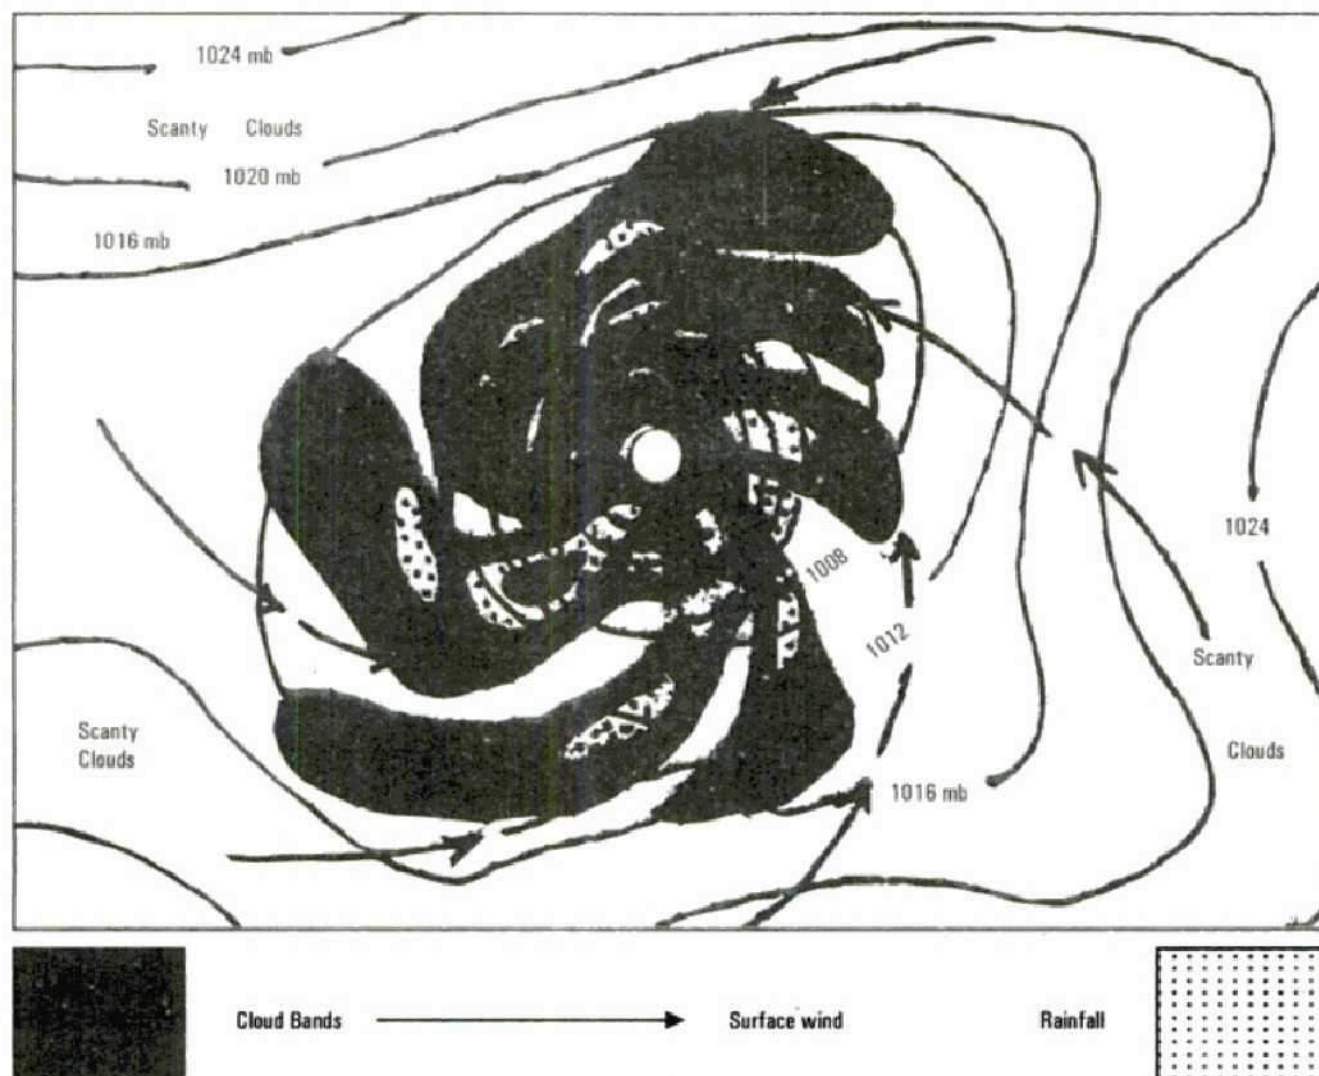 1024 mb
Scanty Clouds
1020 mb
1016 mb
1024
1008
1012
Scanty
Scanty
Clouds
Clouds
1016 mb
Cloud Bands
Surface wind
Rainfall